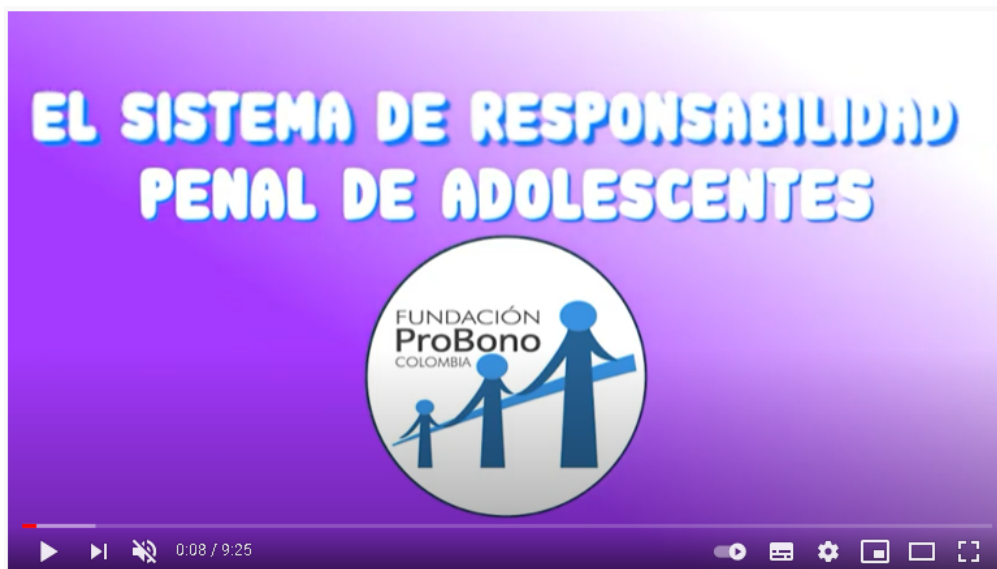 EL SISTEMA DE RESPONSABILIDAD
PENAL DE ADOLESCENTES
FUNDACIÓN
ProBono
COLOMBIA
0:08 / 9:25